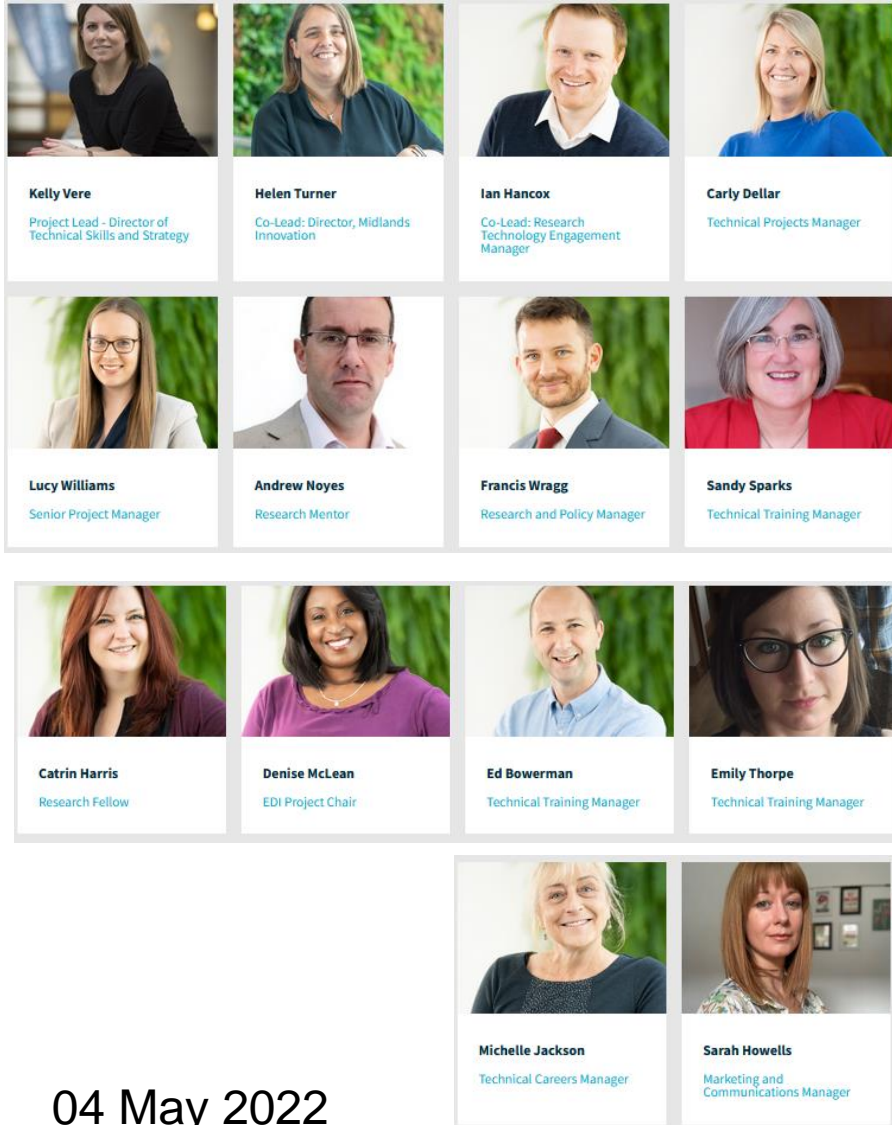 Kelly Vere
Project Lead - Director of
Technical Skills and Strategy
Helen Turner
Co-Lead: Director, Midlands
Innovation
Ian Hancox
Co-Lead: Research
Technology Engagement
Manager
Carly Dellar
Technical Projects Manager
Lucy Williams
Senior Project Manager
Andrew Noyes
Research Mentor
Francis Wragg
Research and Policy Manager
Sandy Sparks
Technical Training Manager
Catrin Harris
Research Fellow
Denise McLean
EDI Project Chair
Ed Bowerman
Technical Training Manager
Emily Thorpe
Technical Training Manager
Michelle Jackson
Technical Careers Manager
Sarah Howells
Marketing and
Communications Manager
04 May 2022